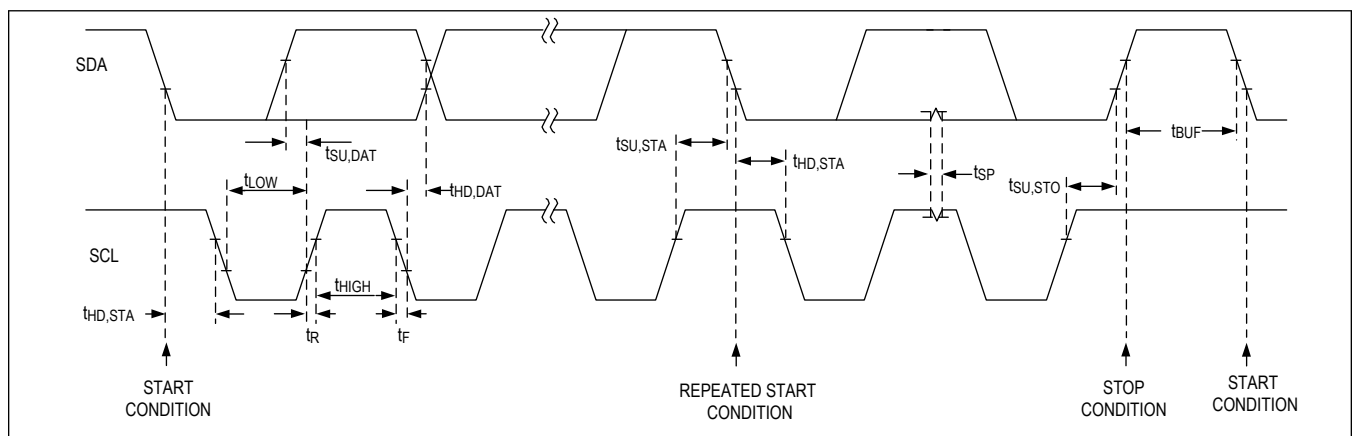 SDA
tSU,DAT
tLOW
tHD,DAT
tSU,STA
tHD,STA
tSP
tBUF
tSU,STO
SCL
tHIGH
tHD,STA
tR
tF
START
CONDITION
REPEATED START
CONDITION
STOP
CONDITION
START
CONDITION